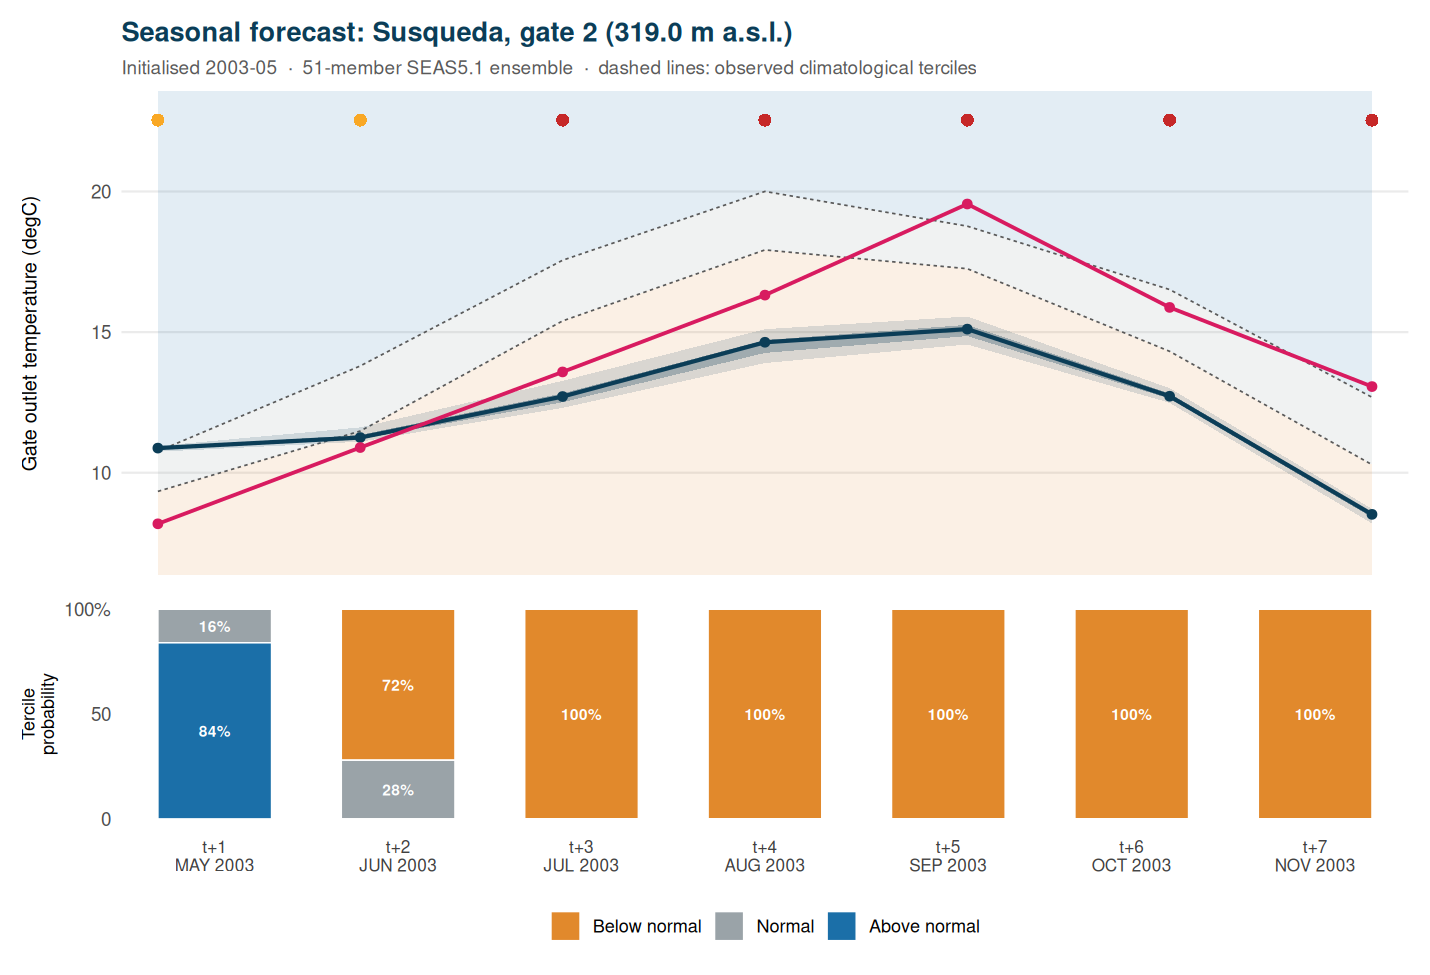 Seasonal forecast: Susqueda, gate 2 (319.0 m a.s.l.)
Initialised 2003-05 · 51-member SEAS5.1 ensemble · dashed lines: observed climatological terciles
Gate outlet temperature (degC)
20
15
10
Tercile
probability
100%
50
0
16%
84%
72%
28%
100%
100%
100%
100%
100%
t+1
MAY 2003
t+2
JUN 2003
t+3
JUL 2003
t+4
AUG 2003
t+5
SEP 2003
t+6
OCT 2003
t+7
NOV 2003
Below normal
Normal
Above normal